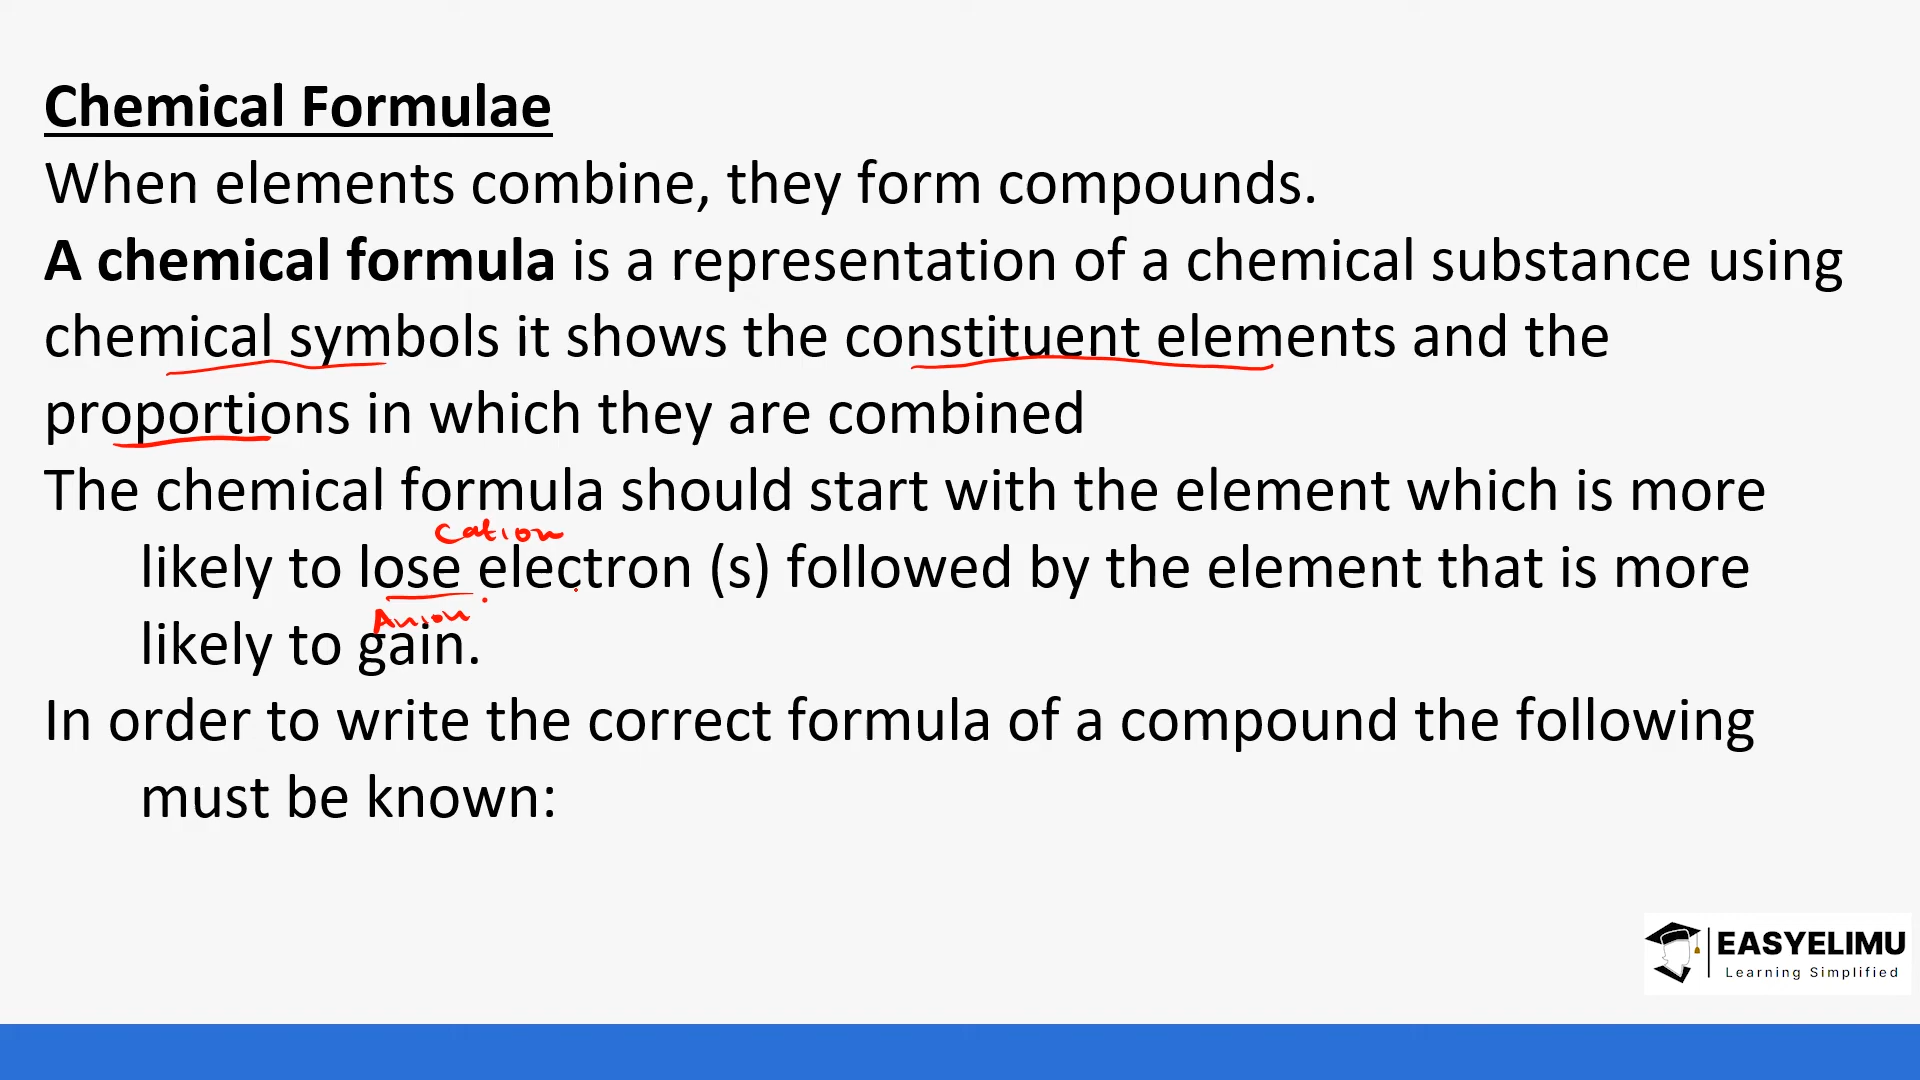 Chemical Formulae
When elements combine, they form compounds.
A chemical formula is a representation of a chemical substance using
chemical symbols it shows the constituent elements and the
proportions in which they are combined
The chemical formula should start with the element which is more
Cation
likely to lose electron (s) followed by the element that is more
Anion
likely to gain.
In order to write the correct formula of a compound the following
must be known:
EASYELIMU
Learning Simplified